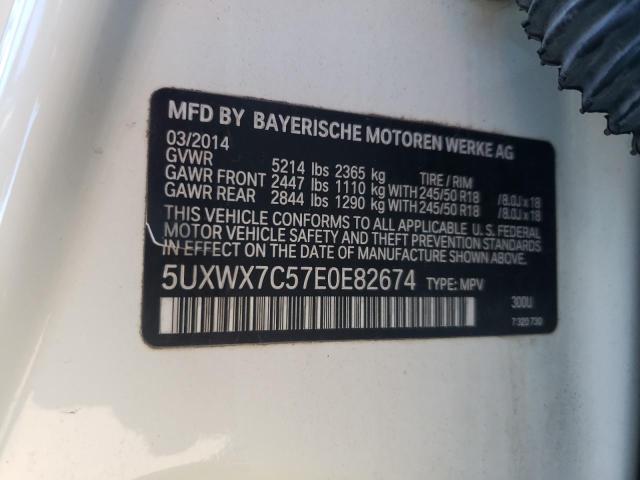 MFD BY BAYERISCHE MOTOREN WERKE AG
03/2014
GVWR 5214 lbs 2365 kg TIRE / RIM
GAWR FRONT 2447 lbs 1110 kg WITH 245/50 R18 / 8.0J x 18
GAWR REAR 2844 lbs 1290 kg WITH 245/50 R18 / 8.0J x 18
THIS VEHICLE CONFORMS TO ALL APPLICABLE U. S. FEDERAL
MOTOR VEHICLE SAFETY AND THEFT PREVENTION STANDARDS
IN EFFECT ON THE DATE OF MANUFACTURE SHOWN ABOVE.
5UXWX7C57E0E82674 TYPE: MPV
300U
7 320 730